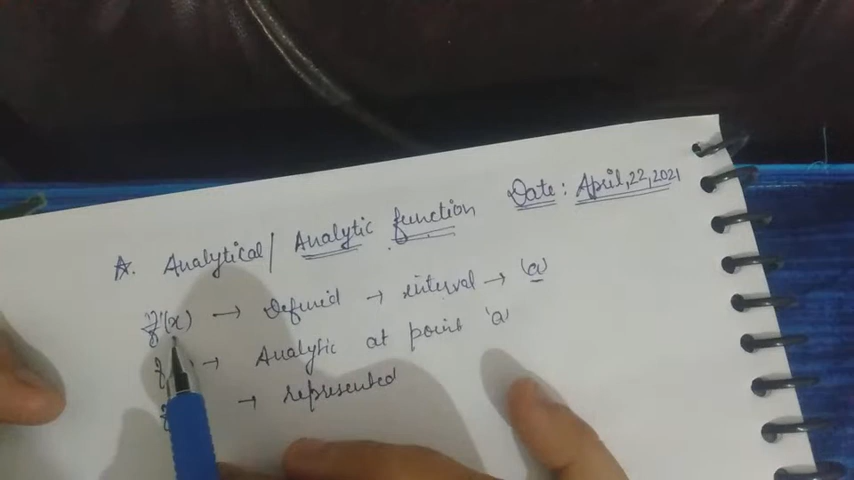 Date: April, 22, 2021
A. Analytical/ Analytic function
f(x) → Defined → interval → 'a'
f → Analytic at point 'a'
→ represented